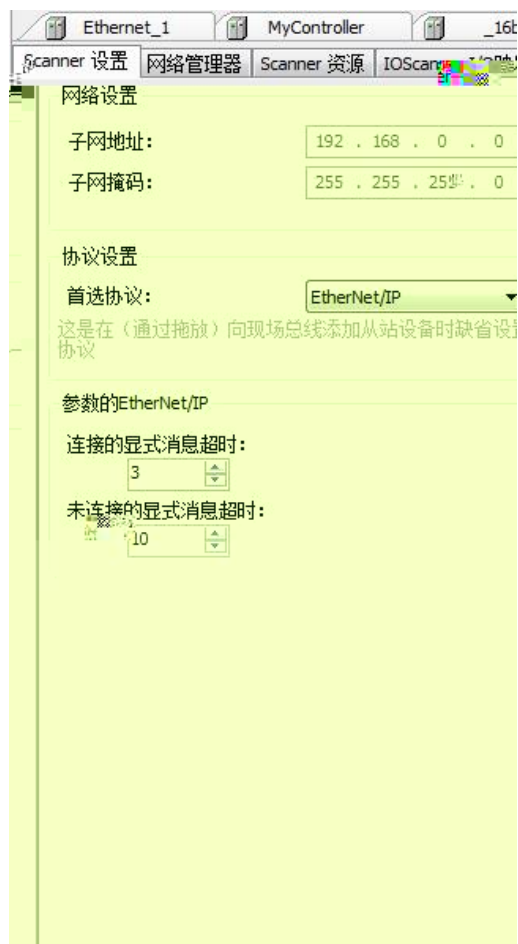 Ethernet_1 MyController _16b
Scanner 设置 网络管理器 Scanner 资源 IOScan
网络设置
子网地址: 192 . 168 . 0 . 0
子网掩码: 255 . 255 . 255 . 0
协议设置
首选协议: EtherNet/IP
这是在（通过拖放）向现场总线添加从站设备时缺省设置
协议
参数的EtherNet/IP
连接的显式消息超时:
3
未连接的显式消息超时:
10